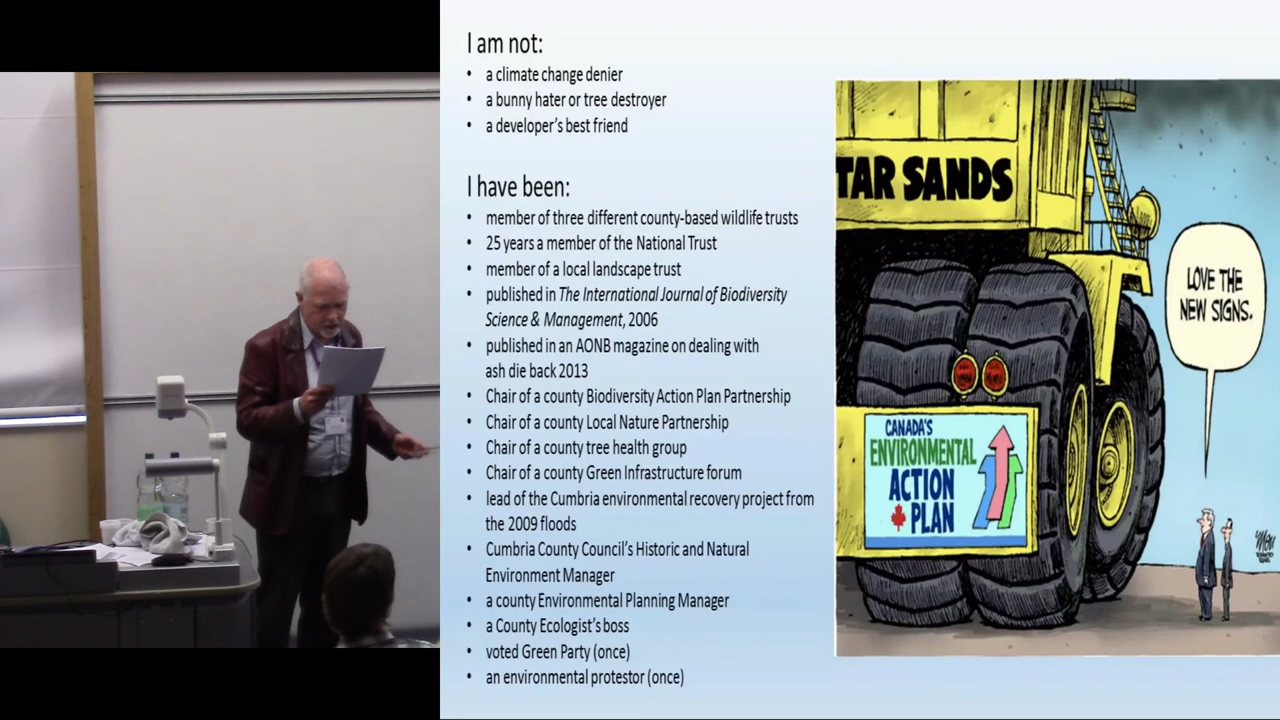 I am not:
• a climate change denier
• a bunny hater or tree destroyer
• a developer's best friend
I have been:
• member of three different county-based wildlife trusts
• 25 years a member of the National Trust
• member of a local landscape trust
• published in The International Journal of Biodiversity
Science & Management, 2006
• published in an AONB magazine on dealing with
ash die back 2013
• Chair of a county Biodiversity Action Plan Partnership
• Chair of a county Local Nature Partnership
• Chair of a county tree health group
• Chair of a county Green Infrastructure forum
• lead of the Cumbria environmental recovery project from
the 2009 floods
• Cumbria County Council's Historic and Natural
Environment Manager
• a county Environmental Planning Manager
• a County Ecologist's boss
• voted Green Party (once)
• an environmental protestor (once)
TAR SANDS
LOVE THE
NEW SIGNS.
CANADA'S
ENVIRONMENTAL
ACTION
PLAN